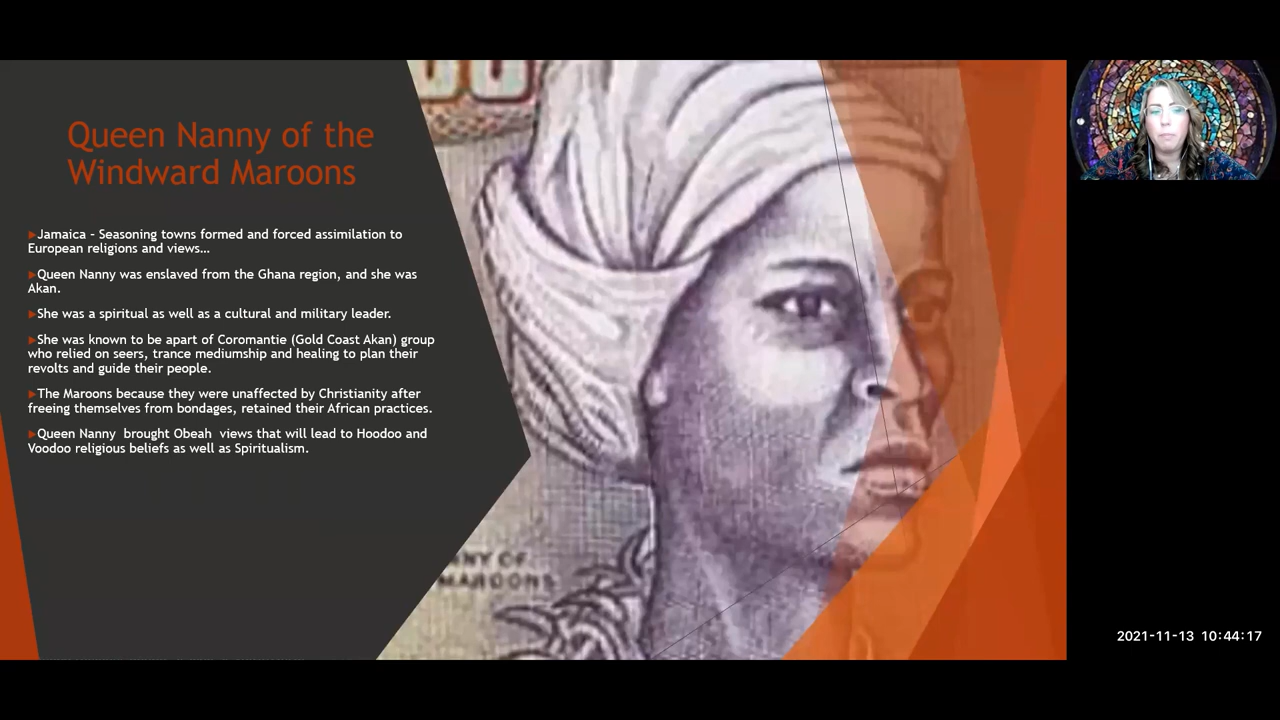 Queen Nanny of the
Windward Maroons
Jamaica - Seasoning towns formed and forced assimilation to
European religions and views…
Queen Nanny was enslaved from the Ghana region, and she was
Akan.
She was a spiritual as well as a cultural and military leader.
She was known to be apart of Coromantie (Gold Coast Akan) group
who relied on seers, trance mediumship and healing to plan their
revolts and guide their people.
The Maroons because they were unaffected by Christianity after
freeing themselves from bondages, retained their African practices.
Queen Nanny brought Obeah views that will lead to Hoodoo and
Voodoo religious beliefs as well as Spiritualism.
NNY OF
MAROONS
2021-11-13 10:44:17